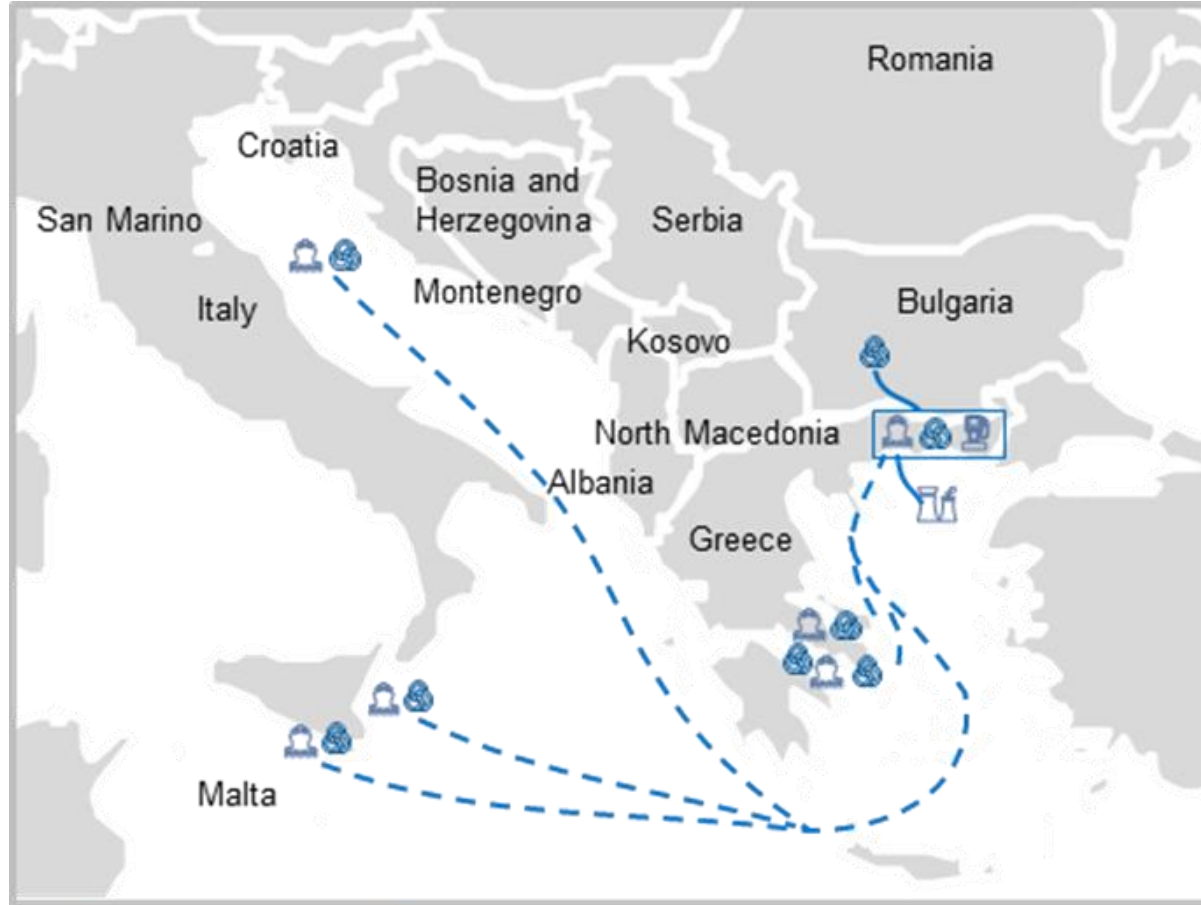 Romania
Croatia
Bosnia and
Herzegovina
San Marino
Serbia
Montenegro
Italy
Bulgaria
Kosovo
North Macedonia
Albania
Greece
Malta